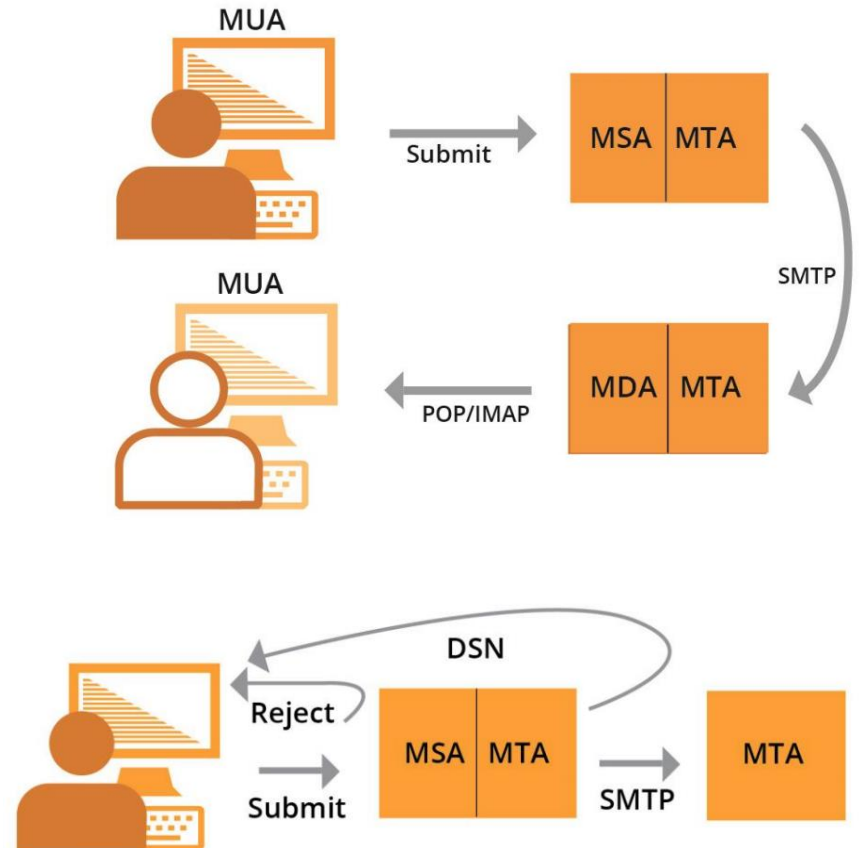 MUA
Submit
MSA MTA
SMTP
MUA
POP/IMAP
MDA MTA
DSN
Reject
Submit
MSA MTA
SMTP
MTA